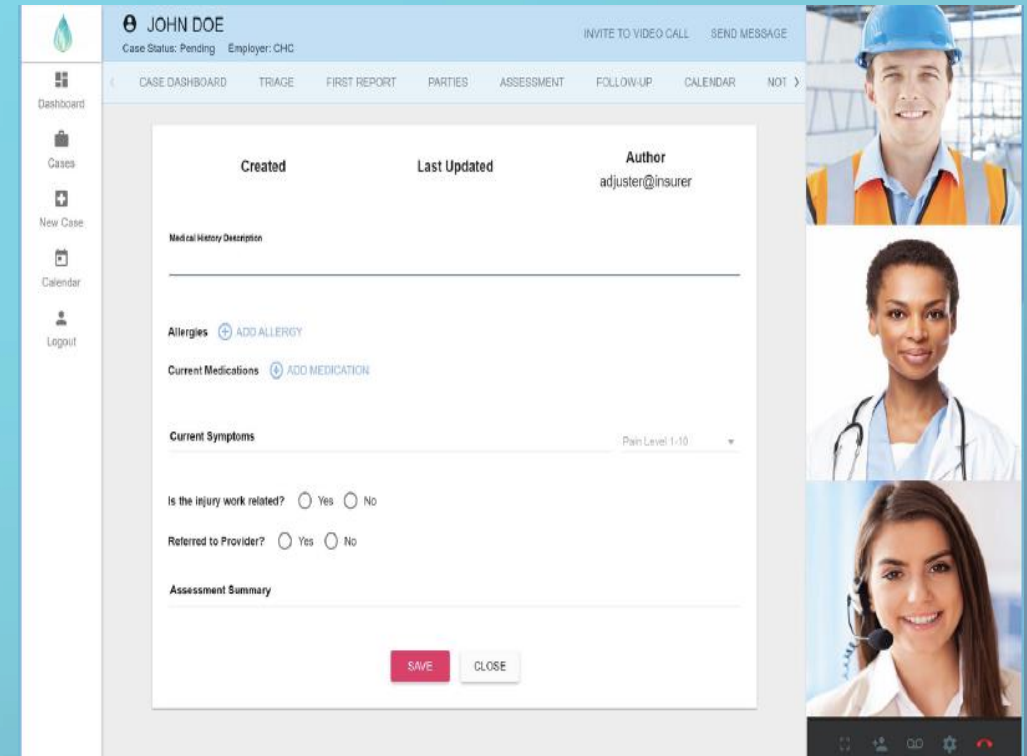 JOHN DOE
Case Status: Pending Employer: CHC
INVITE TO VIDEO CALL SEND MESSAGE
CASE DASHBOARD TRIAGE FIRST REPORT PARTIES ASSESSMENT FOLLOW-UP CALENDAR NOT
Dashboard
Cases
New Case
Calendar
Logout
Created Last Updated Author
adjuster@insurer
Medical History Description
Allergies ADD ALLERGY
Current Medications ADD MEDICATION
Current Symptoms Pain Level 1-10
Is the injury work related? Yes No
Referred to Provider? Yes No
Assessment Summary
SAVE CLOSE